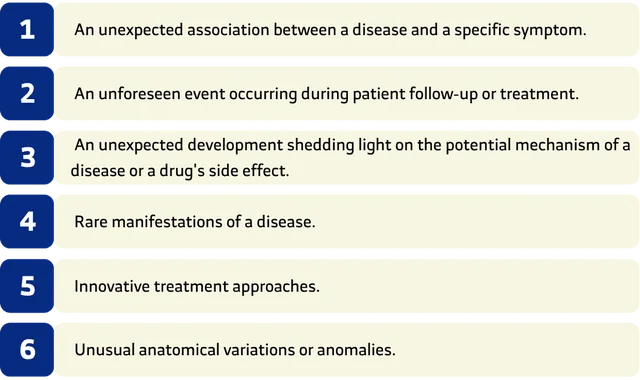 1 An unexpected association between a disease and a specific symptom.
2 An unforeseen event occurring during patient follow-up or treatment.
3 An unexpected development shedding light on the potential mechanism of a
disease or a drug's side effect.
4 Rare manifestations of a disease.
5 Innovative treatment approaches.
6 Unusual anatomical variations or anomalies.